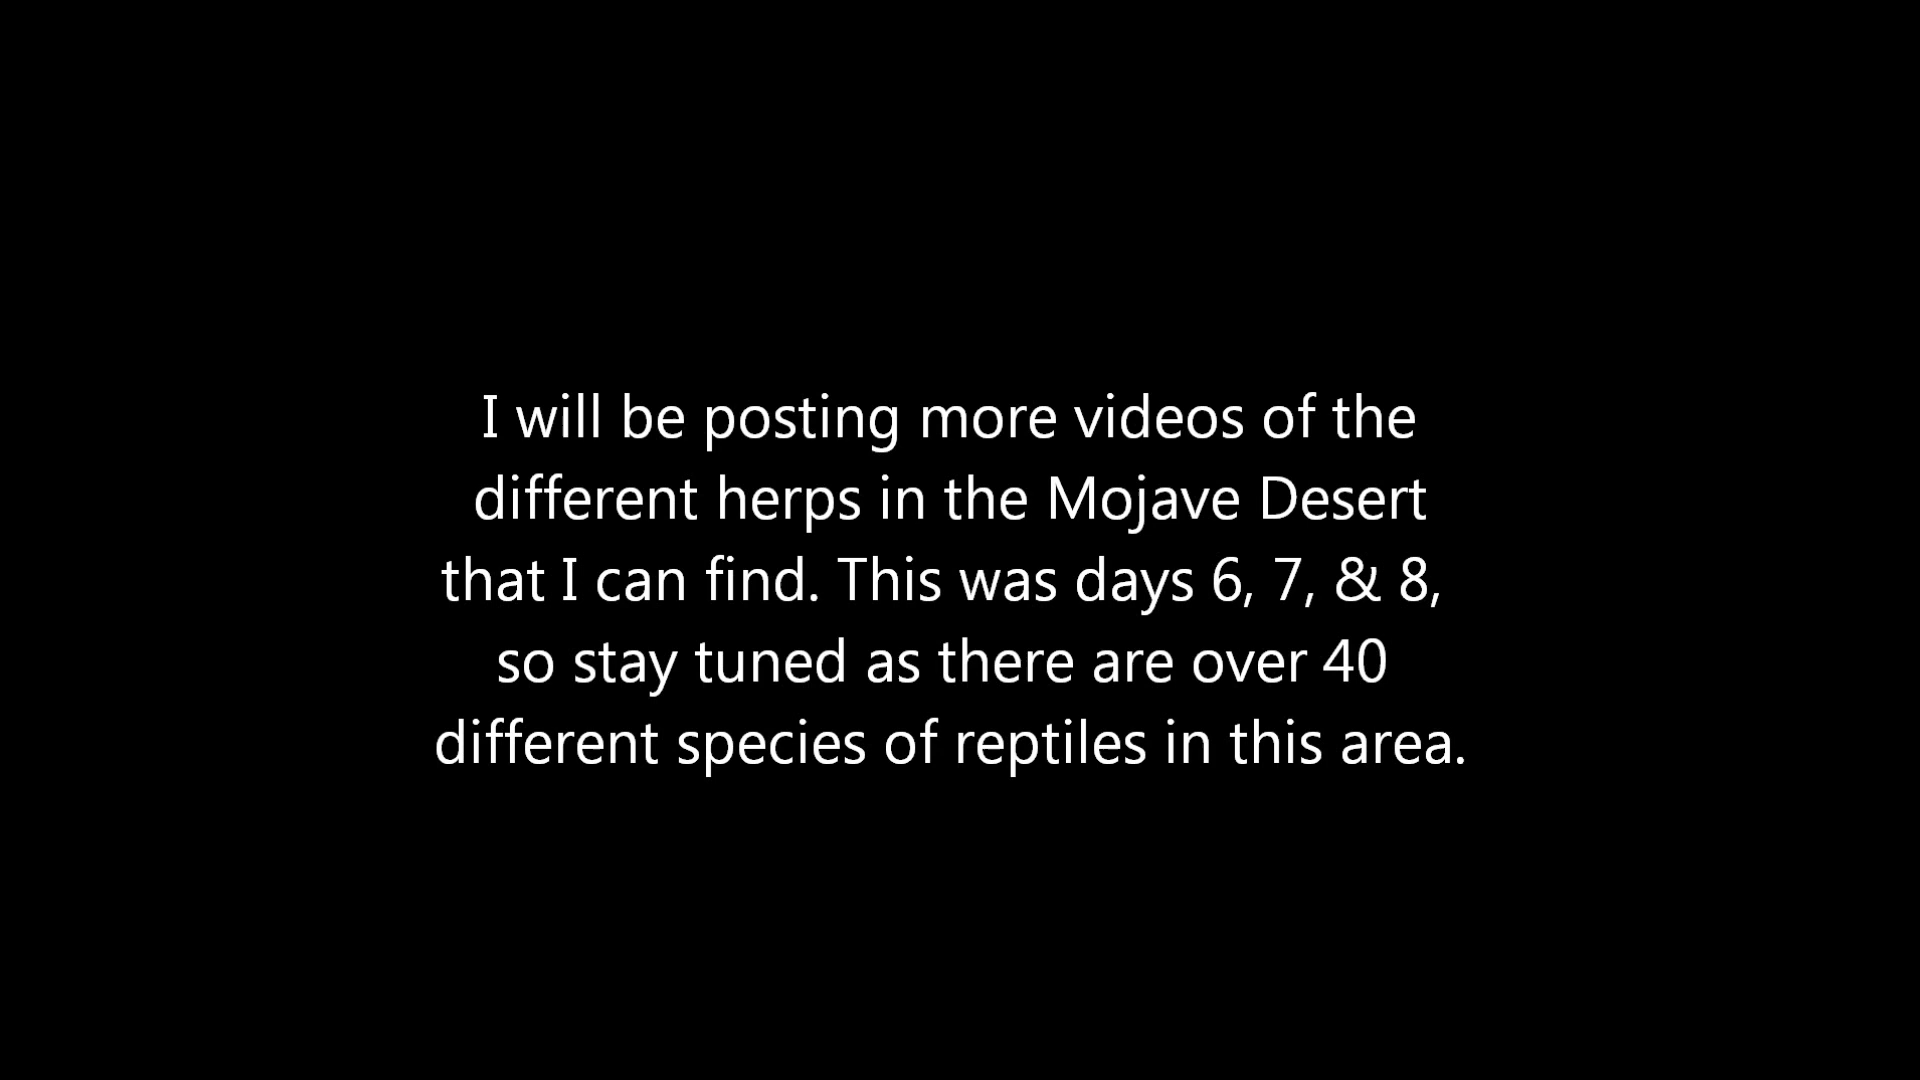 I will be posting more videos of the
different herps in the Mojave Desert
that I can find. This was days 6, 7, & 8,
so stay tuned as there are over 40
different species of reptiles in this area.